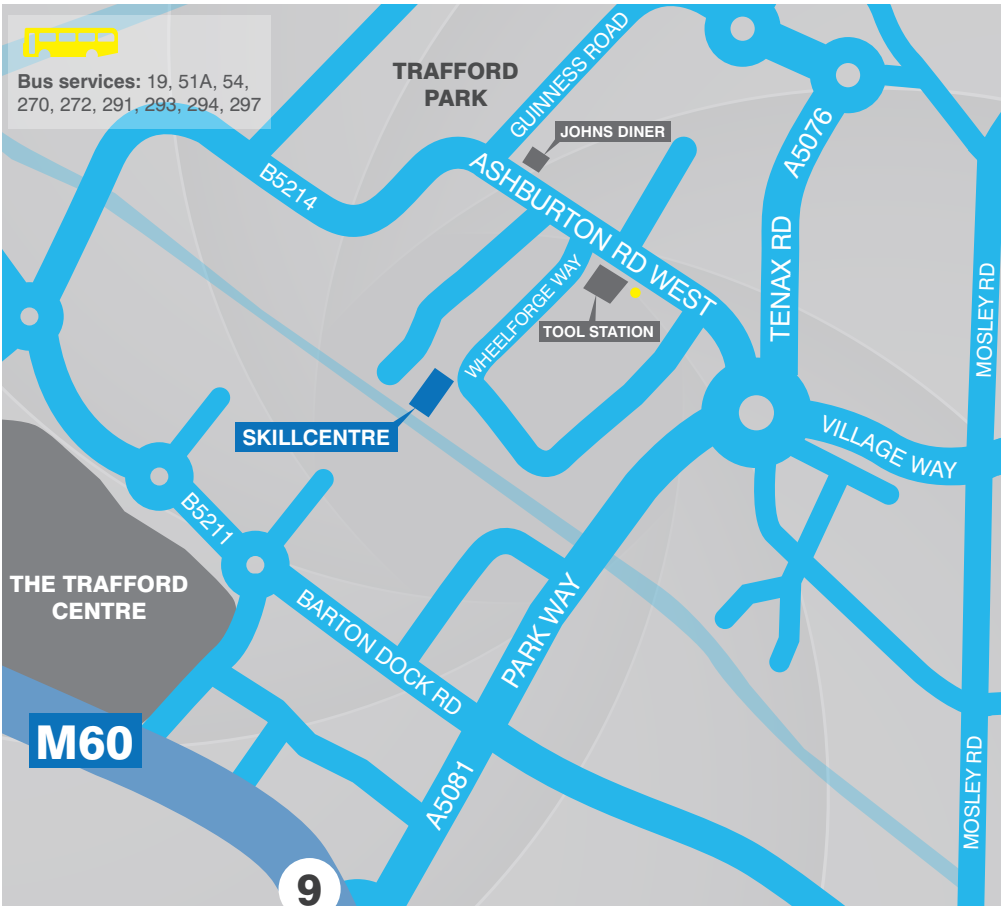 Bus services: 19, 51A, 54,
270, 272, 291, 293, 294, 297
TRAFFORD
PARK
GUINNESS ROAD
JOHNS DINER
A5076
B5214
ASHBURTON RD WEST
TENAX RD
MOSLEY RD
WHEELFORGE WAY
TOOL STATION
SKILLCENTRE
VILLAGE WAY
B5211
THE TRAFFORD
CENTRE
BARTON DOCK RD
PARK WAY
M60
A5081
MOSLEY RD
9